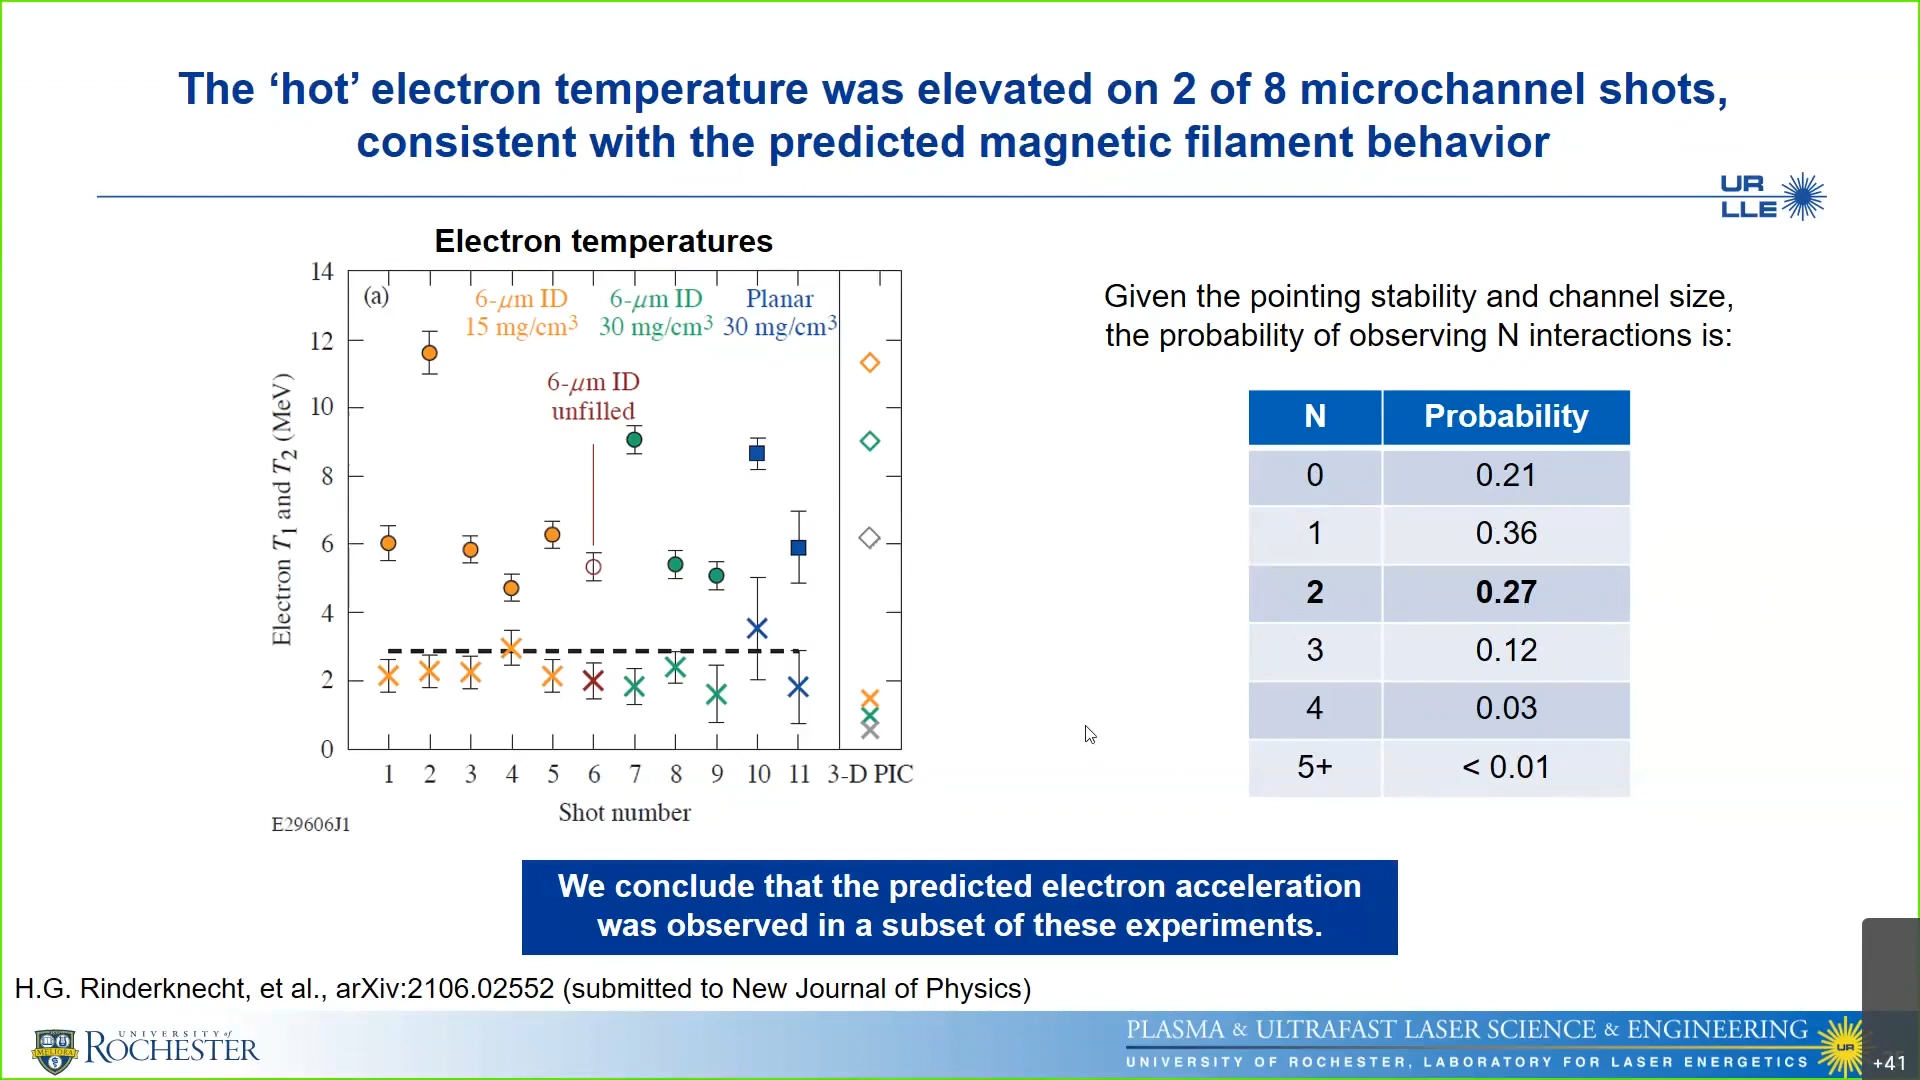 The ‘hot’ electron temperature was elevated on 2 of 8 microchannel shots,
consistent with the predicted magnetic filament behavior
UR
LLE
Electron temperatures
(a)
6-μm ID
15 mg/cm³
6-μm ID
30 mg/cm³
Planar
30 mg/cm³
6-μm ID
unfilled
Electron T₁ and T₂ (MeV)
14
12
10
8
6
4
2
0
1 2 3 4 5 6 7 8 9 10 11 3-D PIC
Shot number
E29606J1
Given the pointing stability and channel size,
the probability of observing N interactions is:
N Probability
0 0.21
1 0.36
2 0.27
3 0.12
4 0.03
5+ < 0.01
We conclude that the predicted electron acceleration
was observed in a subset of these experiments.
H.G. Rinderknecht, et al., arXiv:2106.02552 (submitted to New Journal of Physics)
MELIORA
UNIVERSITY of
ROCHESTER
PLASMA & ULTRAFAST LASER SCIENCE & ENGINEERING
UNIVERSITY OF ROCHESTER, LABORATORY FOR LASER ENERGETICS
UR
+41